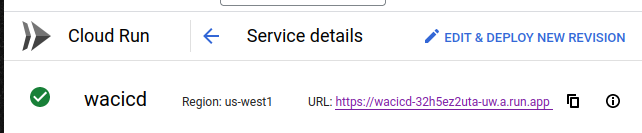 Cloud Run Service details EDIT & DEPLOY NEW REVISION
wacicd Region: us-west1 URL: https://wacicd-32h5ez2uta-uw.a.run.app